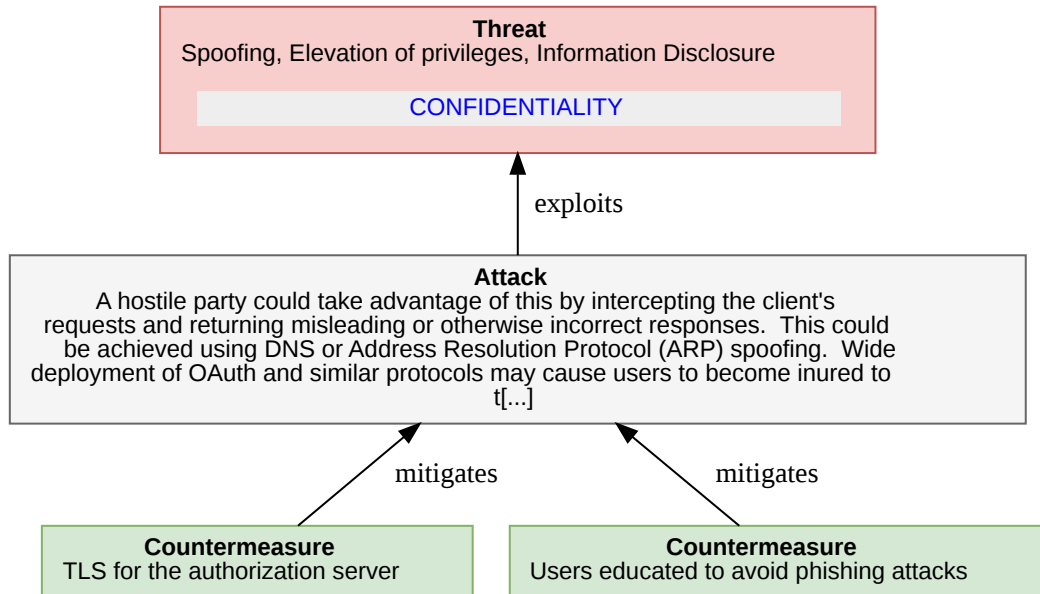 Threat
Spoofing, Elevation of privileges, Information Disclosure
CONFIDENTIALITY
exploits
Attack
A hostile party could take advantage of this by intercepting the client's
requests and returning misleading or otherwise incorrect responses.  This could
be achieved using DNS or Address Resolution Protocol (ARP) spoofing.  Wide
deployment of OAuth and similar protocols may cause users to become inured to
t[...]
mitigates
mitigates
Countermeasure
TLS for the authorization server
Countermeasure
Users educated to avoid phishing attacks